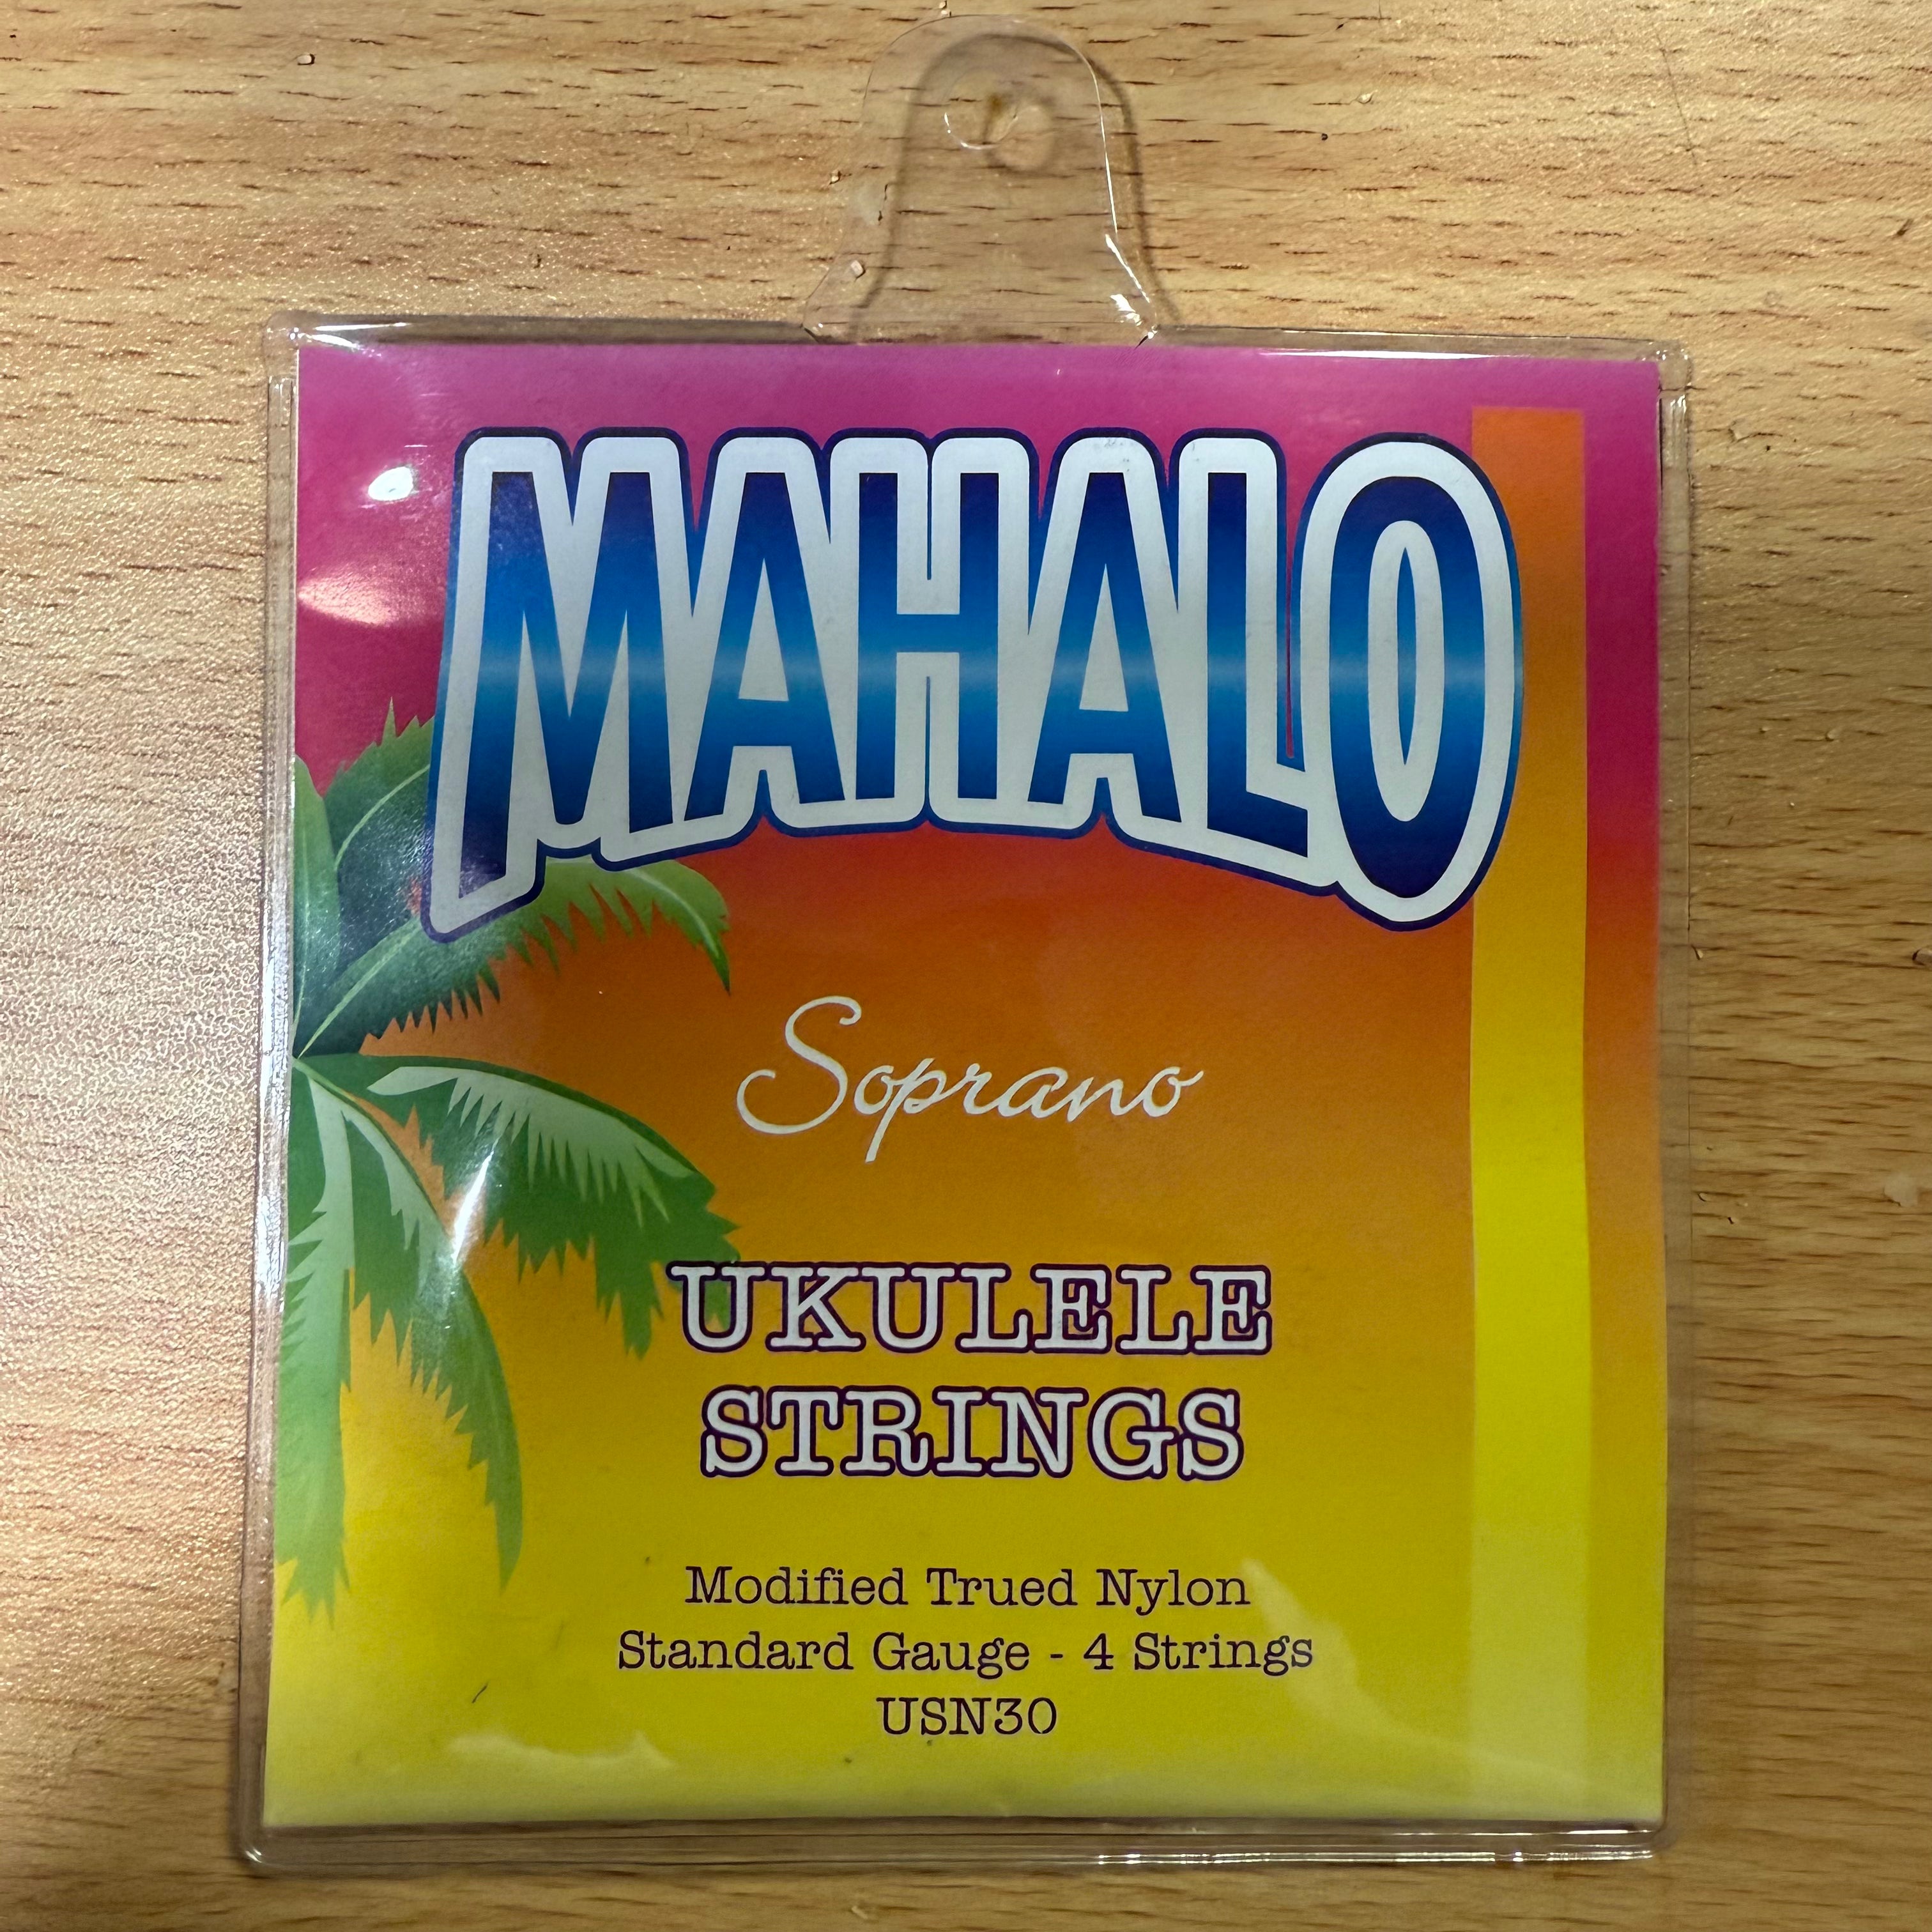 MAHALO
Soprano
UKULELE
STRINGS
Modified Trued Nylon
Standard Gauge - 4 Strings
USN30